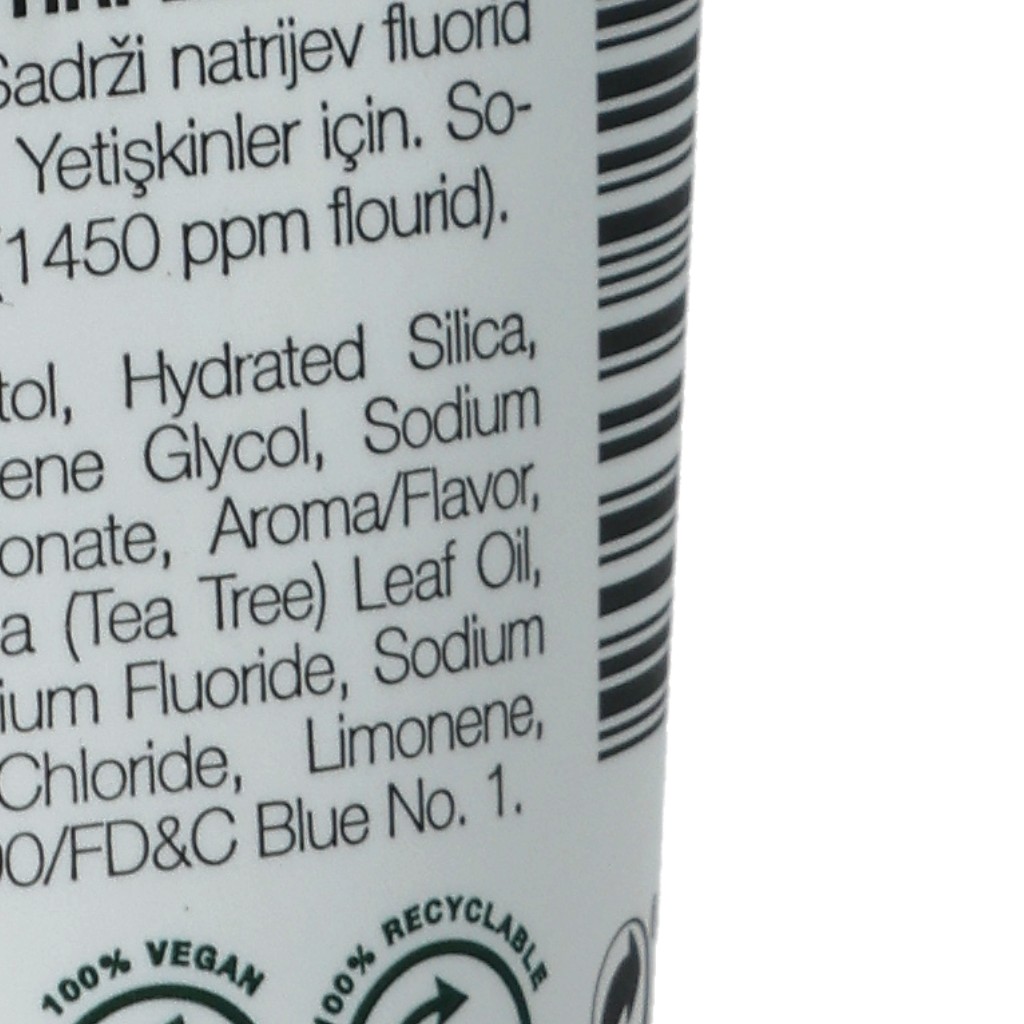 Sadrži natrijev fluorid
Yetişkinler için. So-
(1450 ppm flourid).
tol, Hydrated Silica,
ene Glycol, Sodium
onate, Aroma/Flavor,
a (Tea Tree) Leaf Oil,
ium Fluoride, Sodium
Chloride, Limonene,
0/FD&C Blue No. 1.
100% VEGAN
100% RECYCLABLE